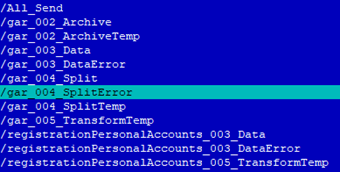 /All_Send
/gar_002_Archive
/gar_002_ArchiveTemp
/gar_003_Data
/gar_003_DataError
/gar_004_Split
/gar_004_SplitError
/gar_004_SplitTemp
/gar_005_TransformTemp
/registrationPersonalAccounts_003_Data
/registrationPersonalAccounts_003_DataError
/registrationPersonalAccounts_005_TransformTemp